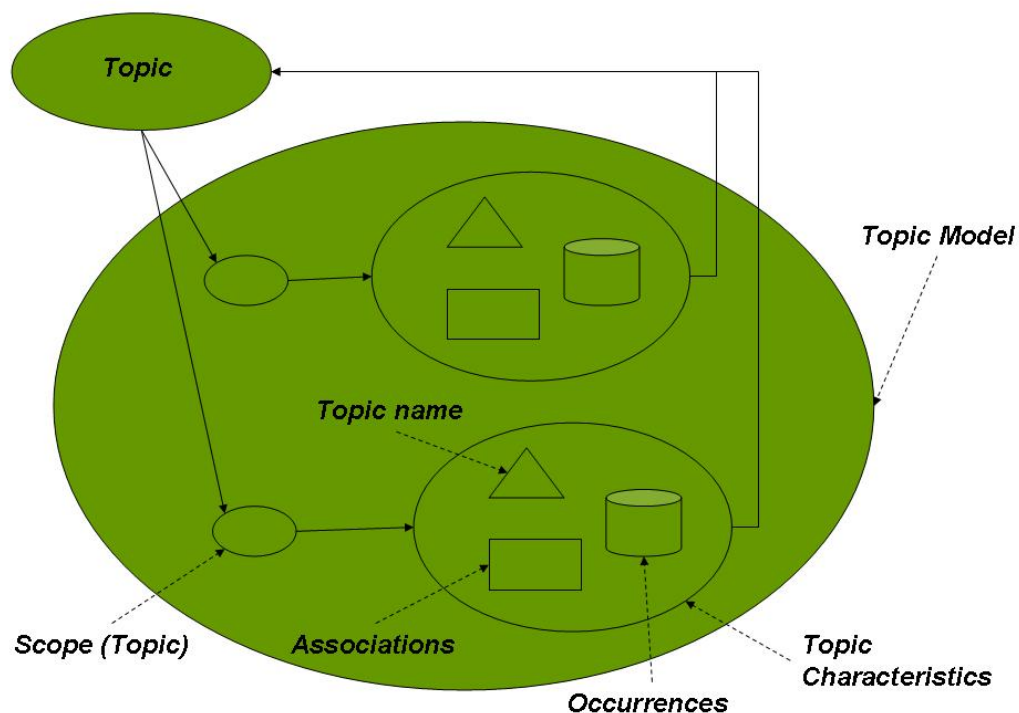 Topic
Topic Model
Topic name
Scope (Topic)
Associations
Topic
Characteristics
Occurrences